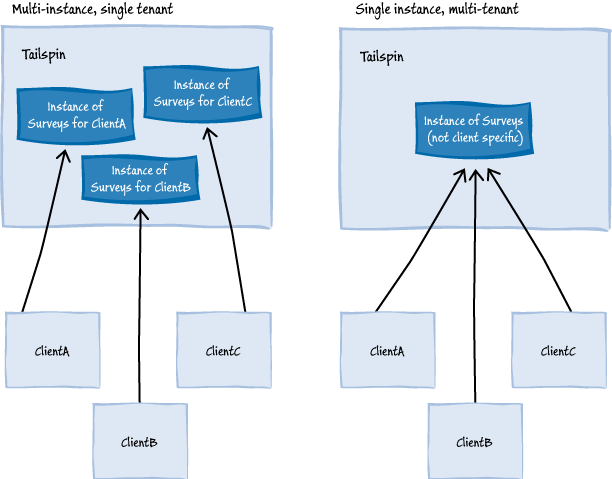 Multi-instance, single tenant
Tailspin
Instance of
Surveys for ClientA
Instance of
Surveys for ClientC
Instance of
Surveys for ClientB
ClientA
ClientC
ClientB
Single instance, multi-tenant
Tailspin
Instance of Surveys
(not client specific)
ClientA
ClientC
ClientB